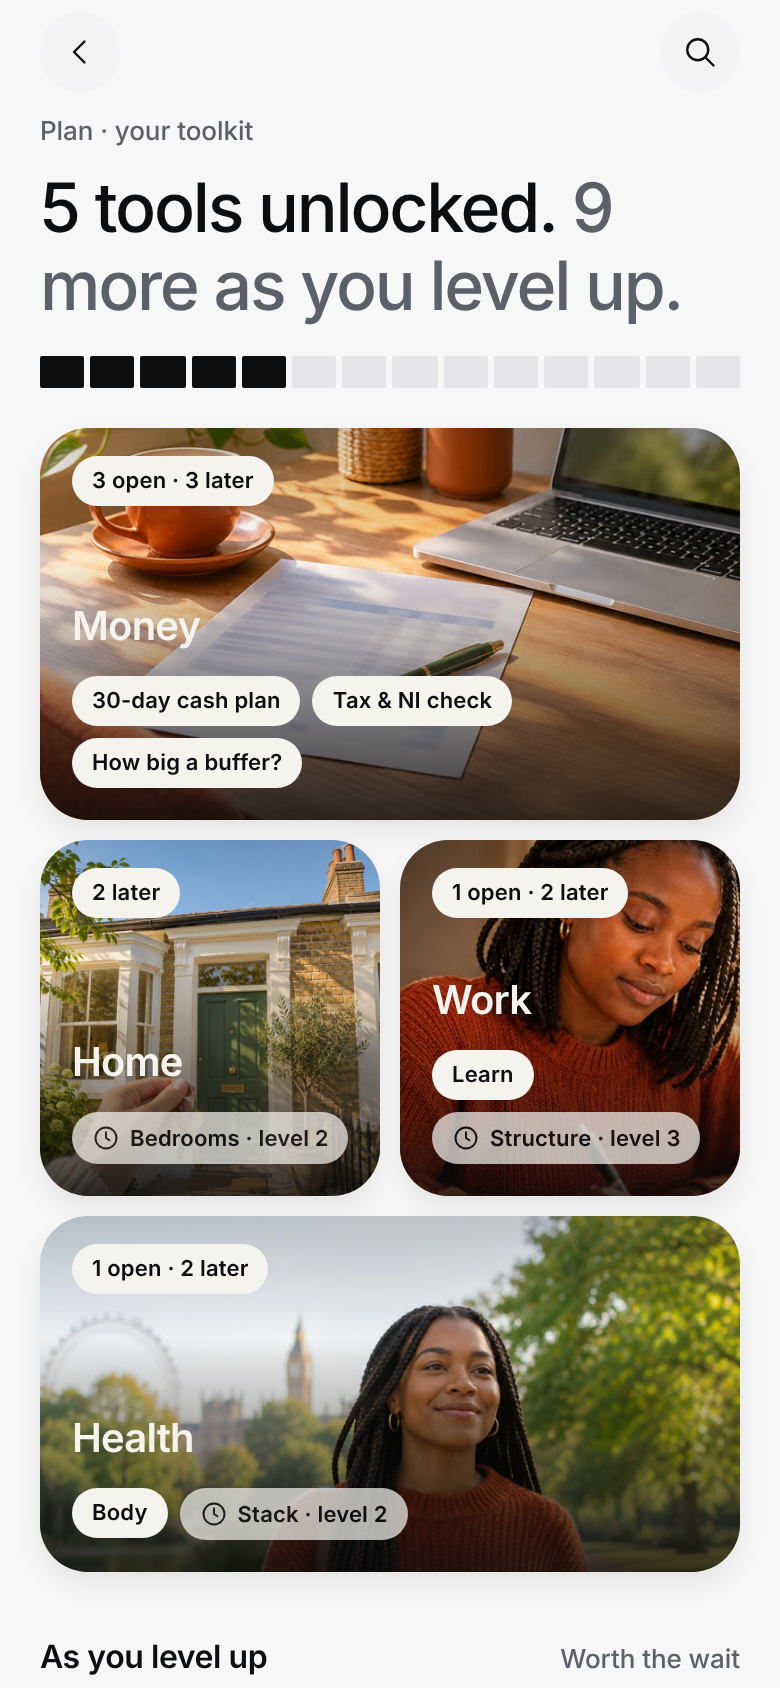 Plan · your toolkit
5 tools unlocked. 9
more as you level up.
3 open · 3 later
Money
30-day cash plan
Tax & NI check
How big a buffer?
2 later
Home
Bedrooms · level 2
1 open · 2 later
Work
Learn
Structure · level 3
1 open · 2 later
Health
Body
Stack · level 2
As you level up
Worth the wait